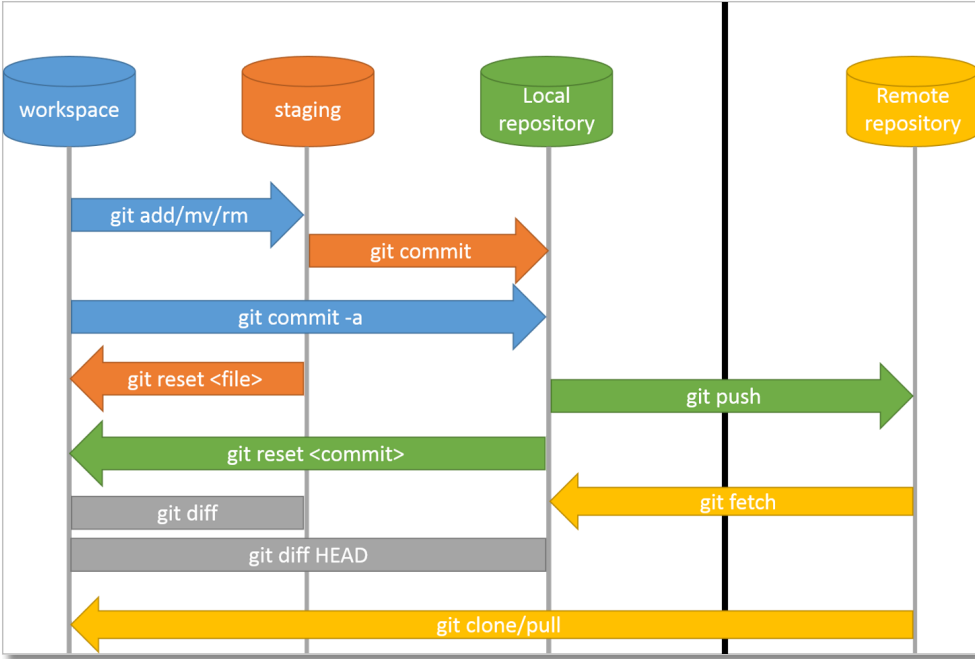 workspace
staging
Local
repository
Remote
repository
git add/mv/rm
git commit
git commit -a
git reset <file>
git push
git reset <commit>
git fetch
git diff
git diff HEAD
git clone/pull